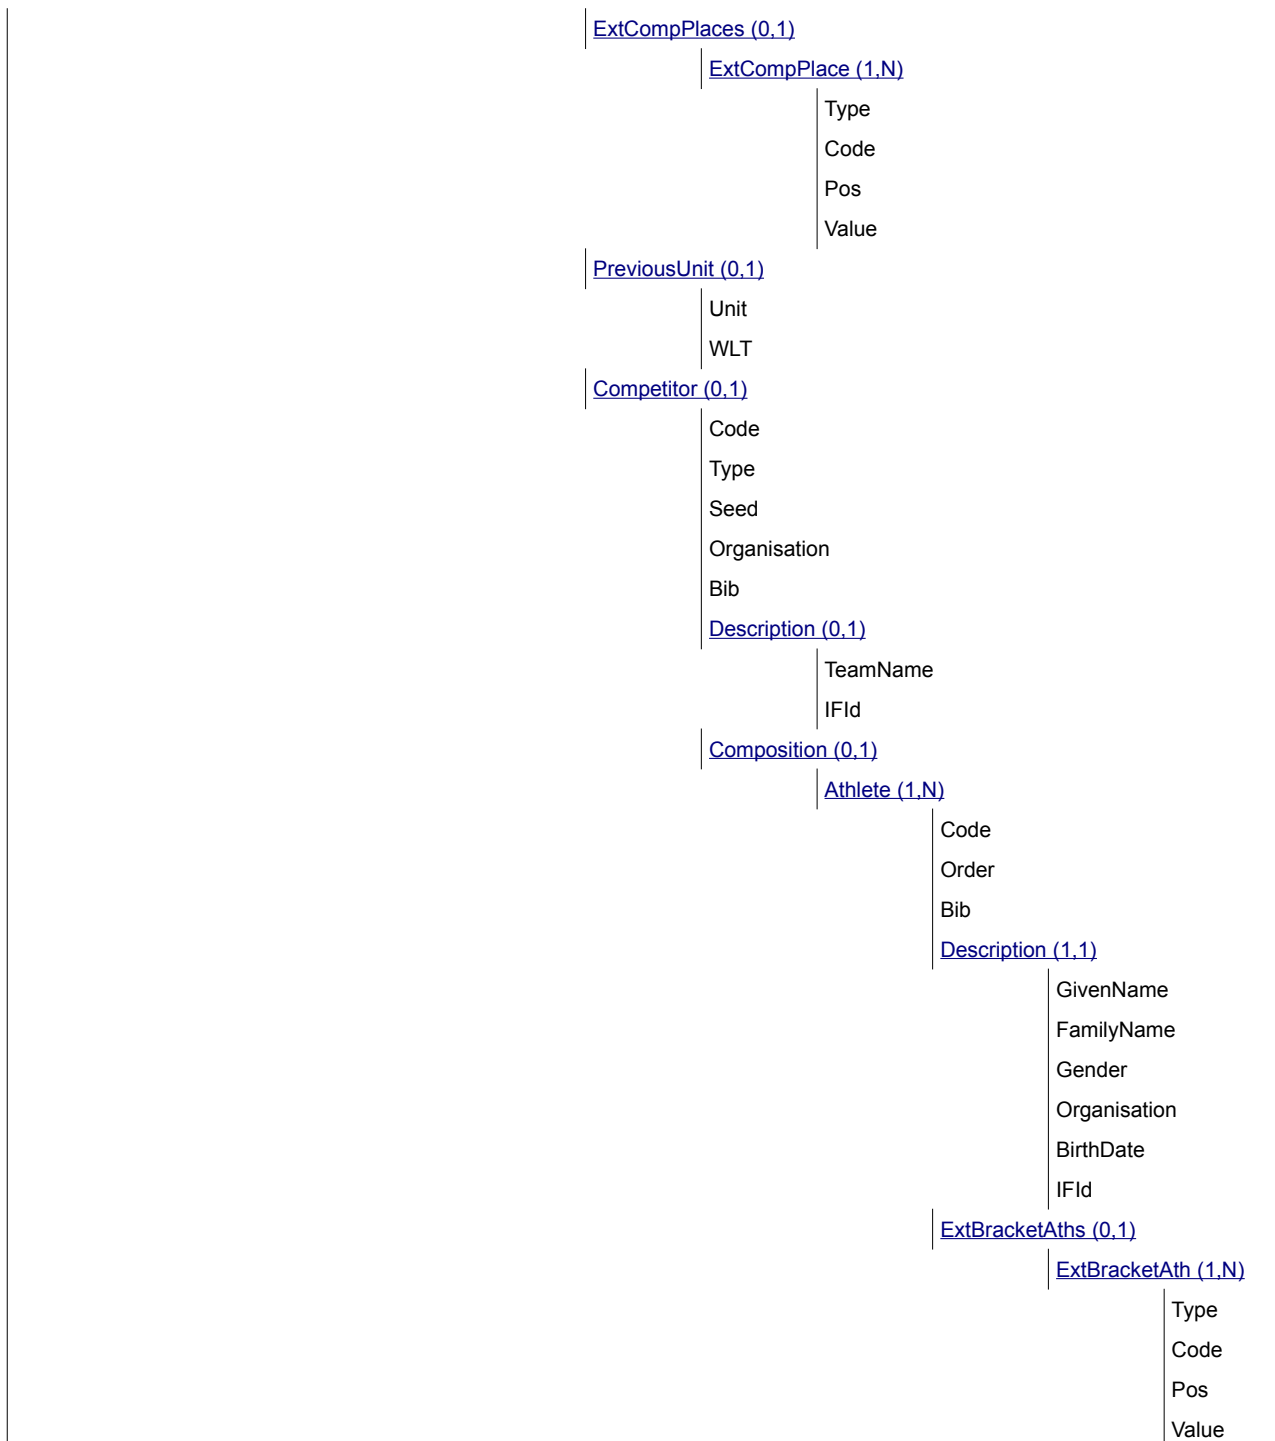 ExtCompPlaces (0,1)
ExtCompPlace (1,N)
Type
Code
Pos
Value
PreviousUnit (0,1)
Unit
WLT
Competitor (0,1)
Code
Type
Seed
Organisation
Bib
Description (0,1)
TeamName
IFId
Composition (0,1)
Athlete (1,N)
Code
Order
Bib
Description (1,1)
GivenName
FamilyName
Gender
Organisation
BirthDate
IFId
ExtBracketAths (0,1)
ExtBracketAth (1,N)
Type
Code
Pos
Value